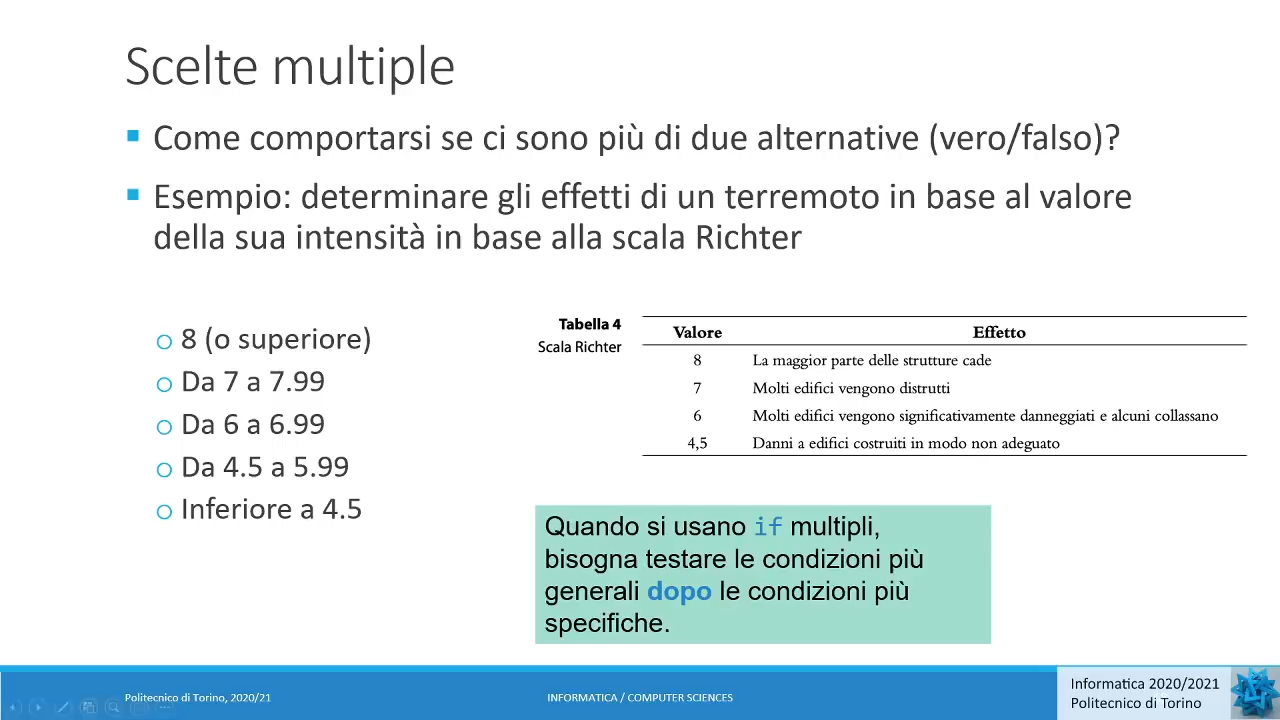 Scelte multiple
Come comportarsi se ci sono più di due alternative (vero/falso)?
Esempio: determinare gli effetti di un terremoto in base al valore
della sua intensità in base alla scala Richter
8 (o superiore)
Da 7 a 7.99
Da 6 a 6.99
Da 4.5 a 5.99
Inferiore a 4.5
Tabella 4
Scala Richter
Valore Effetto
8 La maggior parte delle strutture cade
7 Molti edifici vengono distrutti
6 Molti edifici vengono significativamente danneggiati e alcuni collassano
4,5 Danni a edifici costruiti in modo non adeguato
Quando si usano if multipli,
bisogna testare le condizioni più
generali dopo le condizioni più
specifiche.
Politecnico di Torino, 2020/21
INFORMATICA / COMPUTER SCIENCES
Informatica 2020/2021
Politecnico di Torino